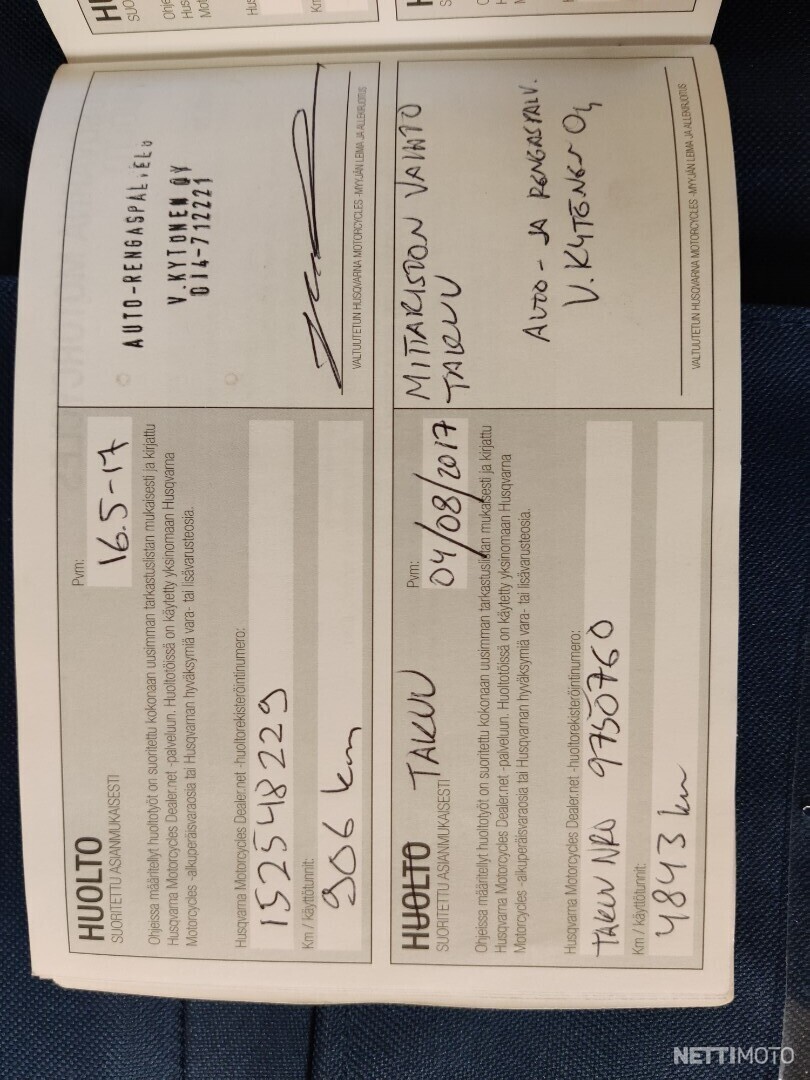 HUOLTO
SUORITETTU ASIANMUKAISESTI
Pvm:
16.5-17
Ohjeissa määritellyt huoltotyöt on suoritettu kokonaan uusimman tarkastuslistan mukaisesti ja kirjattu
Husqvarna Motorcycles Dealer.net -palveluun. Huoltotöissä on käytetty yksinomaan Husqvarna
Motorcycles -alkuperäisvaraosia tai Husqvarnan hyväksymiä vara- tai lisävarusteosia.
Husqvarna Motorcycles Dealer.net -huoltorekisteröintinumero:
152548229
Km / käyttötunnit:
906 km
AUTO-RENGASPALVELU
V.KYTONEN OY
014-712221
VALTUUTETUN HUSQVARNA MOTORCYCLES -MYYJÄN LEIMA JA ALLEKIRJOITUS
HUOLTO TAKUU
SUORITETTU ASIANMUKAISESTI
Pvm:
04/08/2017
Ohjeissa määritellyt huoltotyöt on suoritettu kokonaan uusimman tarkastuslistan mukaisesti ja kirjattu
Husqvarna Motorcycles Dealer.net -palveluun. Huoltotöissä on käytetty yksinomaan Husqvarna
Motorcycles -alkuperäisvaraosia tai Husqvarnan hyväksymiä vara- tai lisävarusteosia.
Husqvarna Motorcycles Dealer.net -huoltorekisteröintinumero:
TAKUU NRO 9750760
Km / käyttötunnit:
4843 km
MITTARISTON VAIHTO
TAKUU
AUTO- JA RENGASPALV.
V. KYTÖNEN Oy
VALTUUTETUN HUSQVARNA MOTORCYCLES -MYYJÄN LEIMA JA ALLEKIRJOITUS
NETTIMOTO